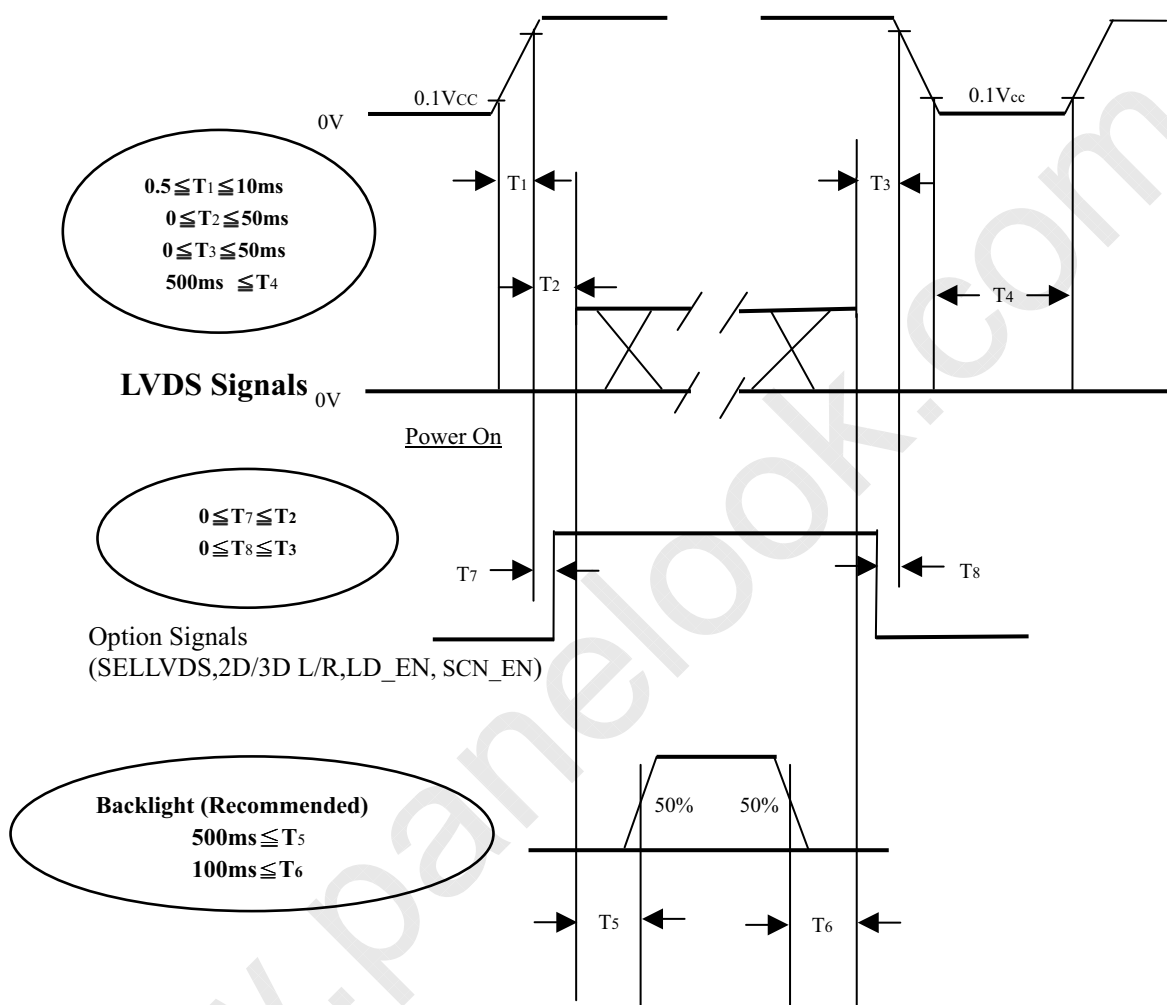 0.1VCC
0.1Vcc
0V
0.5≦T1≦10ms
0≦T2≦50ms
0≦T3≦50ms
500ms ≦T4
T1
T3
T2
T4
LVDS Signals 0V
Power On
0≦T7≦T2
0≦T8≦T3
T7
T8
Option Signals
(SELLVDS,2D/3D L/R,LD_EN, SCN_EN)
Backlight (Recommended)
500ms≦T5
100ms≦T6
50%
50%
T5
T6
.panelook.com